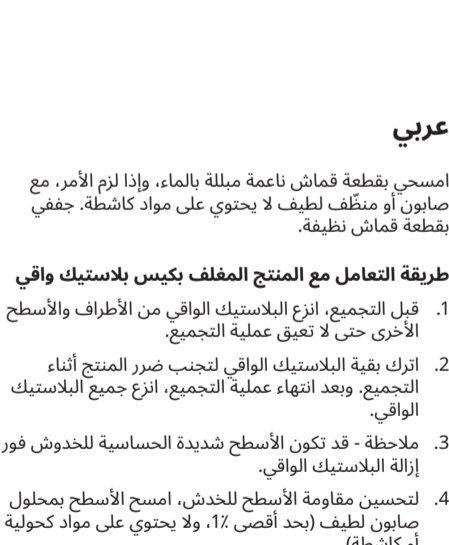 عربي
امسحي بقطعة قماش ناعمة مبللة بالماء، وإذا لزم الأمر، مع
صابون أو منظّف لطيف لا يحتوي على مواد كاشطة. جففي
بقطعة قماش نظيفة.
طريقة التعامل مع المنتج المغلف بكيس بلاستيك واقي
1. قبل التجميع، انزع البلاستيك الواقي من الأطراف والأسطح
الأخرى حتى لا تعيق عملية التجميع.
2. اترك بقية البلاستيك الواقي لتجنب ضرر المنتج أثناء
التجميع. وبعد انتهاء عملية التجميع، انزع جميع البلاستيك
الواقي.
3. ملاحظة - قد تكون الأسطح شديدة الحساسية للخدوش فور
إزالة البلاستيك الواقي.
4. لتحسين مقاومة الأسطح للخدش، امسح الأسطح بمحلول
صابون لطيف (بحد أقصى 1٪، ولا يحتوي على مواد كحولية
أو كاشطة)